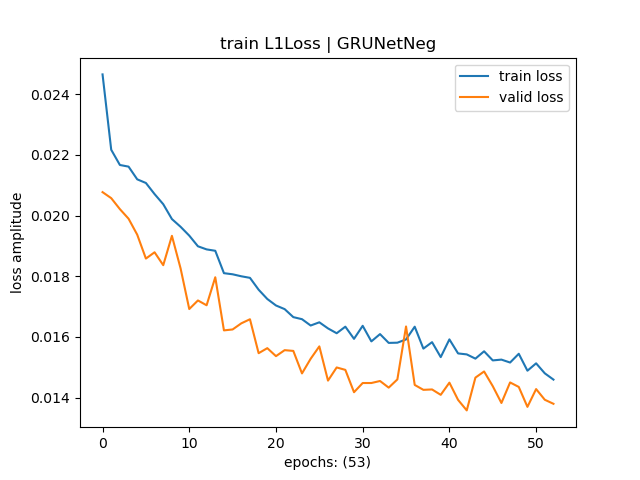 train L1Loss | GRUNetNeg
train loss
valid loss
loss amplitude
0.024
0.022
0.020
0.018
0.016
0.014
0
10
20
30
40
50
epochs: (53)